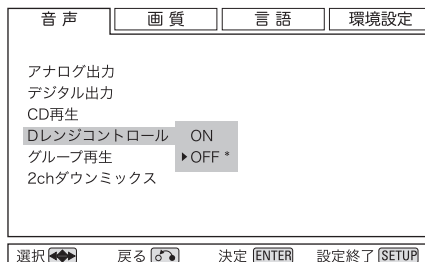 音声 画質 言語 環境設定
アナログ出力
デジタル出力
CD再生
Dレンジコントロール ON
グループ再生 ▶OFF *
2chダウンミックス
選択 戻る 決定 ENTER 設定終了 SETUP